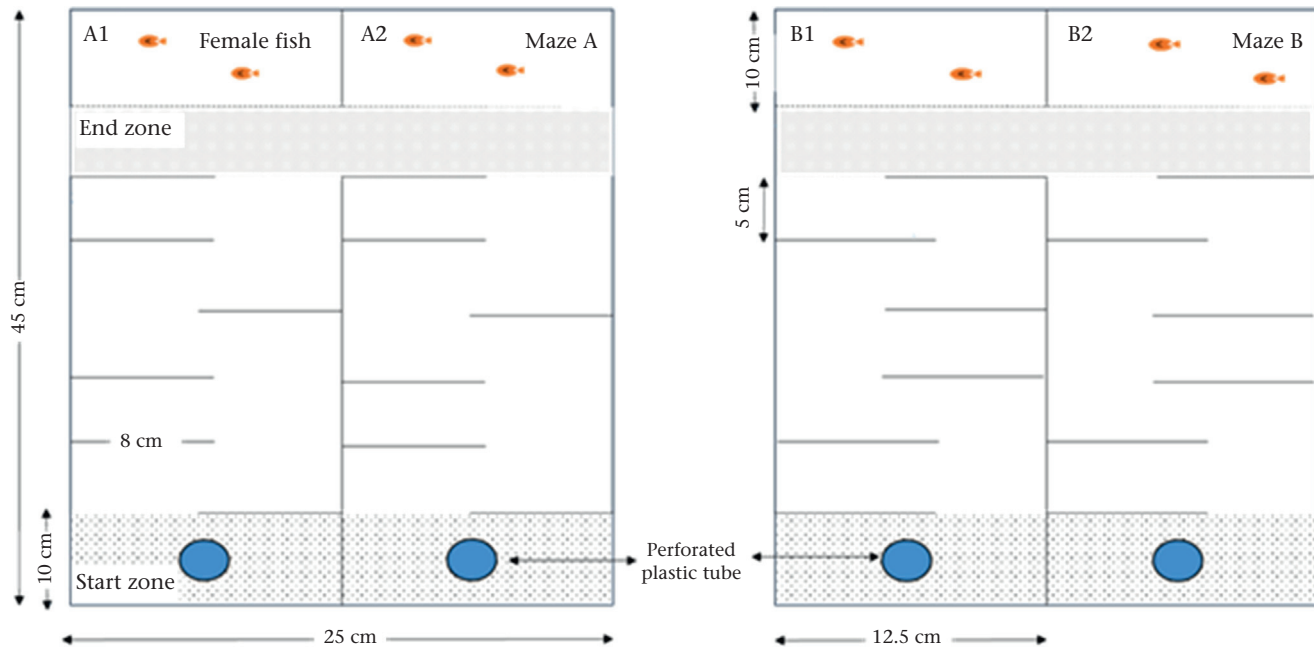 A1
Female fish
A2
Maze A
B1
B2
Maze B
10 cm
End zone
5 cm
45 cm
8 cm
10 cm
Start zone
Perforated
plastic tube
25 cm
12.5 cm